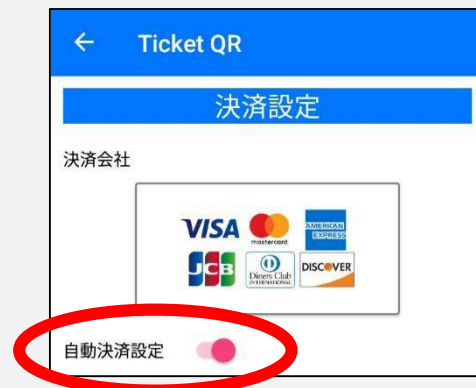 ← Ticket QR
決済設定
決済会社
VISA mastercard AMERICAN EXPRESS
JCB Diners Club INTERNATIONAL DISCOVER
自動決済設定